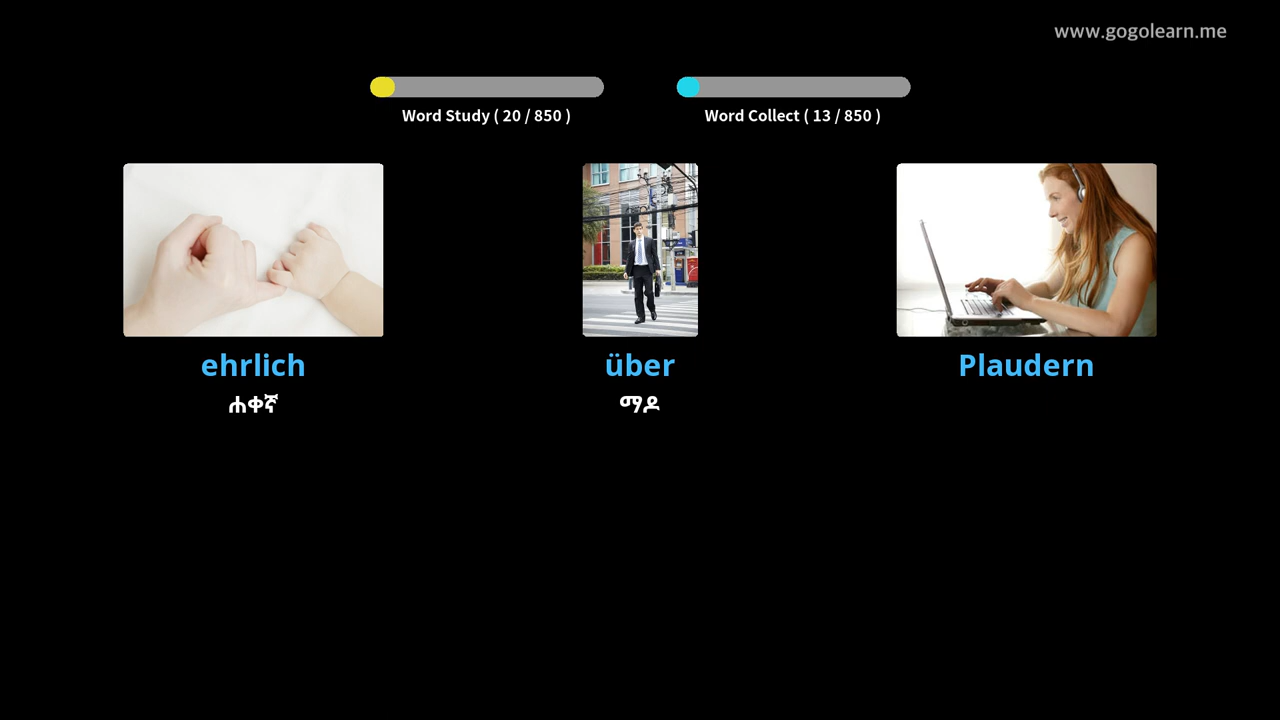 www.gogolearn.me
Word Study ( 20 / 850 )
Word Collect ( 13 / 850 )
ehrlich
ሐቀኛ
über
ማዶ
Plaudern